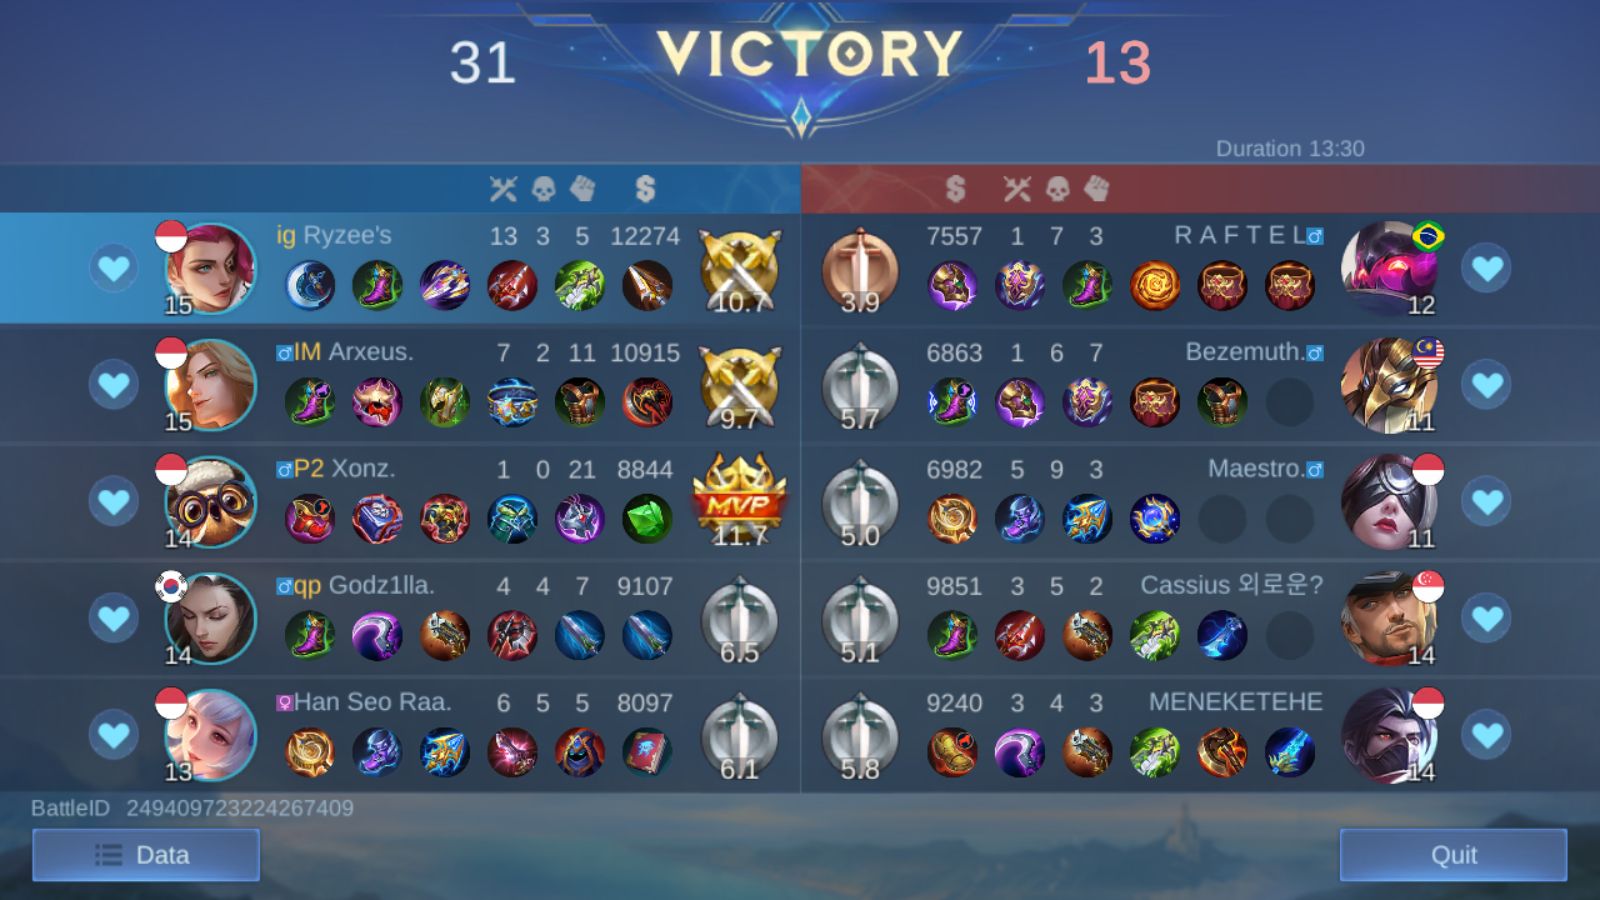 31 VICTORY 13
Duration 13:30
ig Ryzee's 13 3 5 12274
15 10.7
7557 1 7 3 R A F T E L
3.9 12
IM Arxeus. 7 2 11 10915
15 9.7
6863 1 6 7 Bezemuth.
5.7 11
P2 Xonz. 1 0 21 8844
MVP
14 11.7
6982 5 9 3 Maestro.
5.0 11
qp Godz1lla. 4 4 7 9107
14 6.5
9851 3 5 2 Cassius 외로운?
5.1 14
Han Seo Raa. 6 5 5 8097
13 6.1
9240 3 4 3 MENEKETEHE
5.8 14
BattleID 249409723224267409
Data
Quit